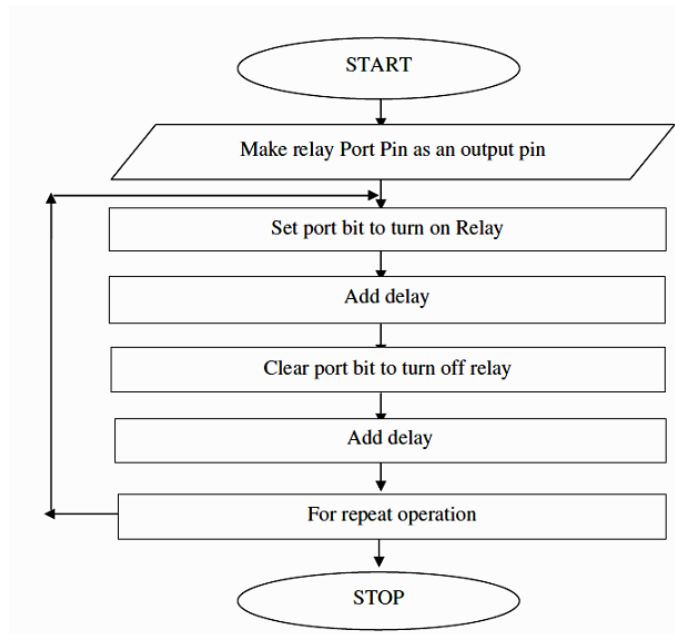 START
Make relay Port Pin as an output pin
Set port bit to turn on Relay
Add delay
Clear port bit to turn off relay
Add delay
For repeat operation
STOP